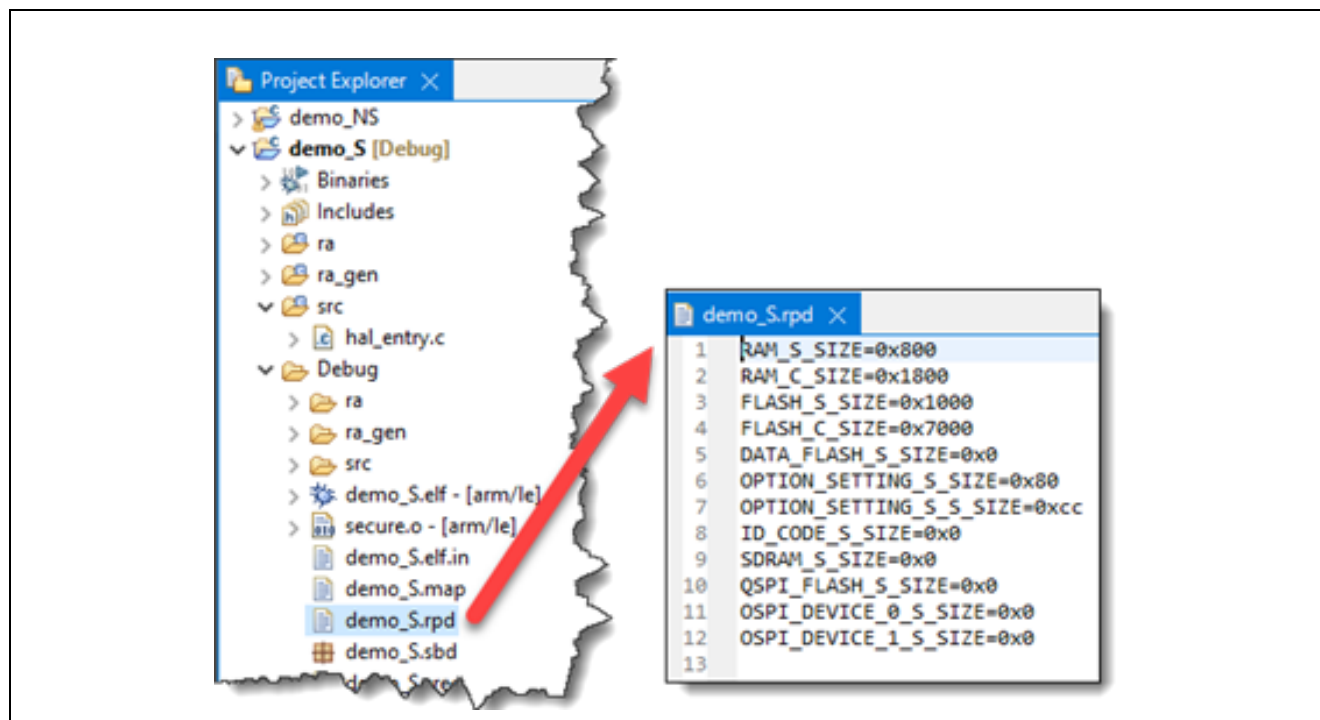 Project Explorer
demo_NS
demo_S [Debug]
Binaries
Includes
ra
ra_gen
src
hal_entry.c
Debug
ra
ra_gen
src
demo_S.elf - [arm/le]
secure.o - [arm/le]
demo_S.elf.in
demo_S.map
demo_S.rpd
demo_S.sbd
demo_S.rpd
1 RAM_S_SIZE=0x800
2 RAM_C_SIZE=0x1800
3 FLASH_S_SIZE=0x1000
4 FLASH_C_SIZE=0x7000
5 DATA_FLASH_S_SIZE=0x0
6 OPTION_SETTING_S_SIZE=0x80
7 OPTION_SETTING_S_S_SIZE=0xcc
8 ID_CODE_S_SIZE=0x0
9 SDRAM_S_SIZE=0x0
10 QSPI_FLASH_S_SIZE=0x0
11 OSPI_DEVICE_0_S_SIZE=0x0
12 OSPI_DEVICE_1_S_SIZE=0x0
13